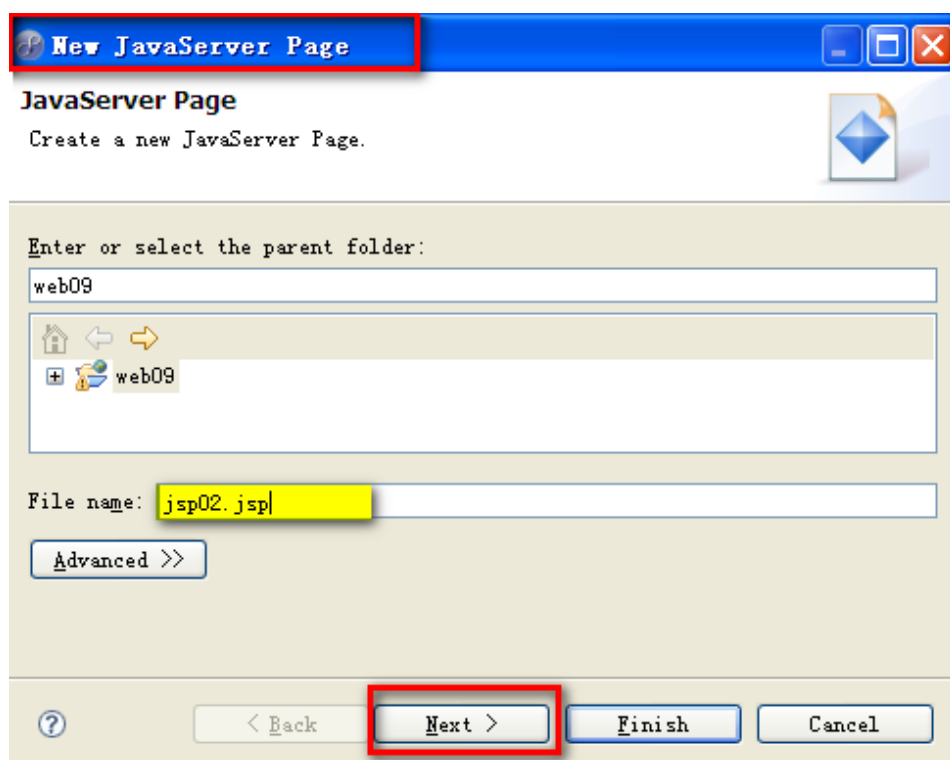 New JavaServer Page
JavaServer Page
Create a new JavaServer Page.
Enter or select the parent folder:
web09
web09
File name: jsp02.jsp
Advanced >>
? < Back Next > Finish Cancel